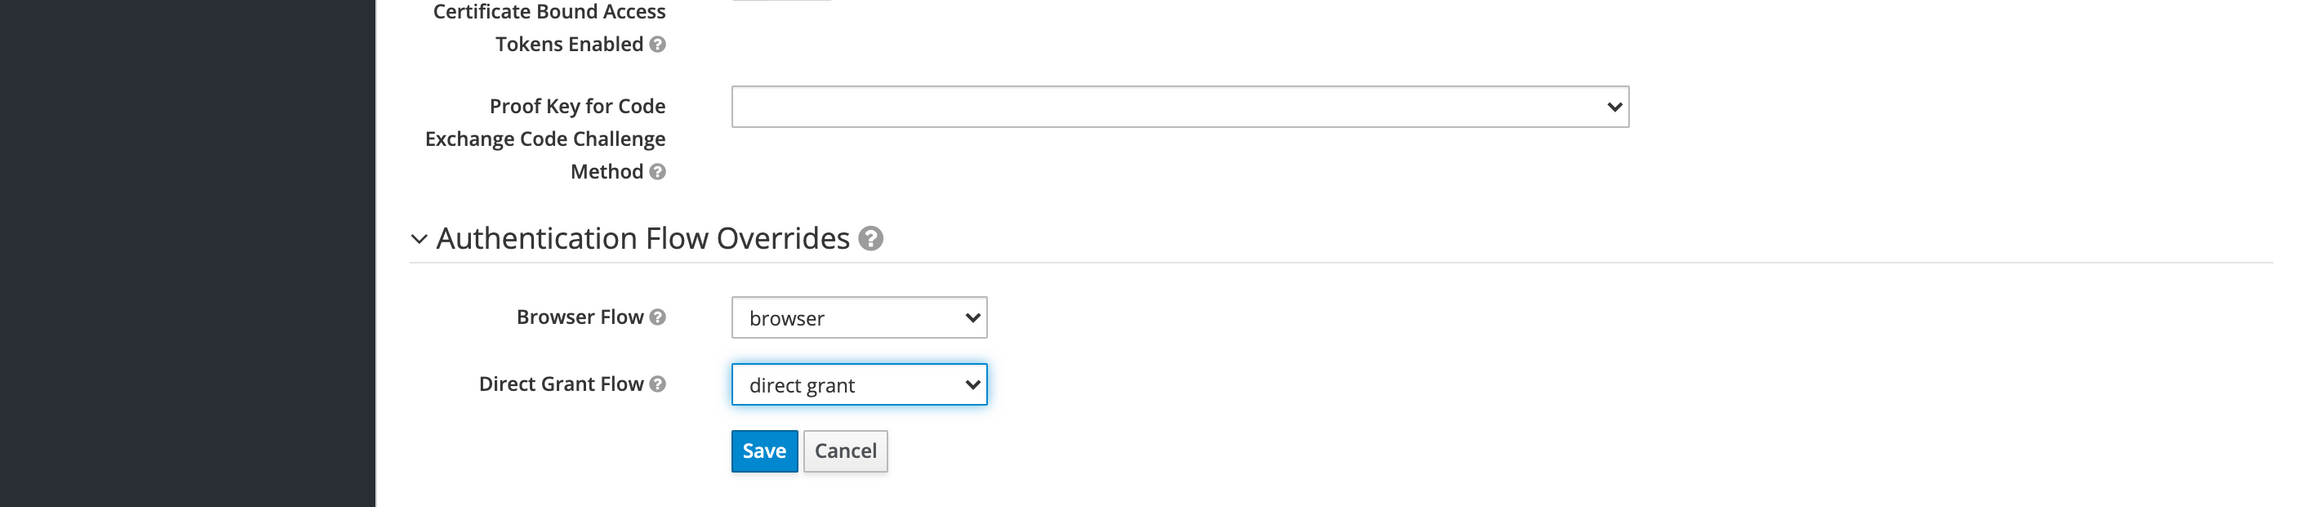 Certificate Bound Access
Tokens Enabled
Proof Key for Code
Exchange Code Challenge
Method
Authentication Flow Overrides
Browser Flow browser
Direct Grant Flow direct grant
Save Cancel